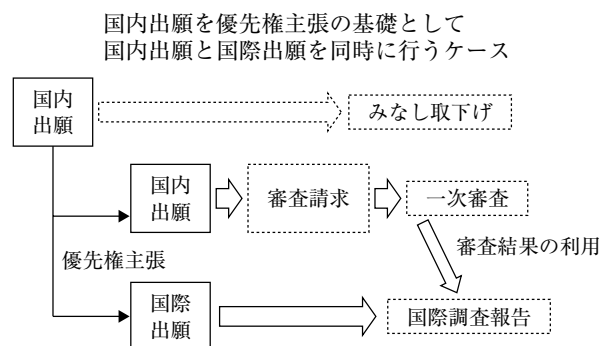 国内出願を優先権主張の基礎として
国内出願と国際出願を同時に行うケース
国内
出願
みなし取下げ
国内
出願
審査請求
一次審査
審査結果の利用
優先権主張
国際
出願
国際調査報告